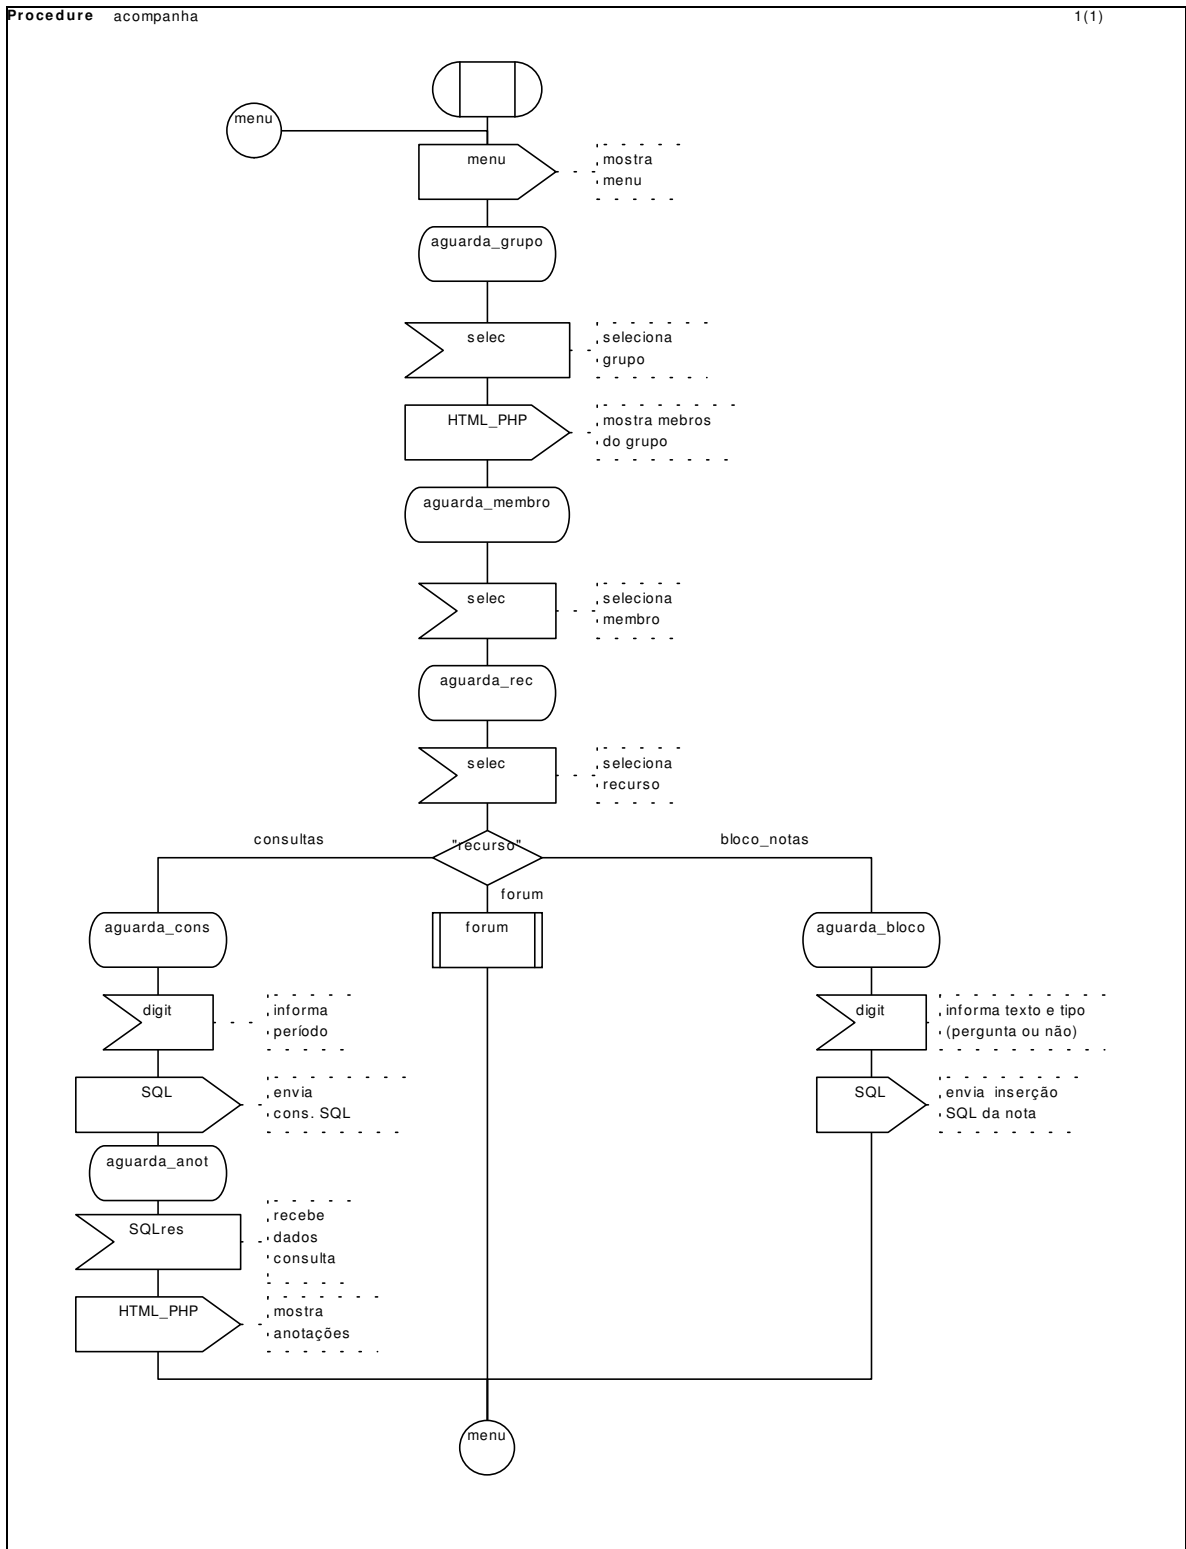 Procedure acompanha 1(1)
menu
menu
mostra
menu
aguarda_grupo
selec
seleciona
grupo
HTML_PHP
mostra mebros
do grupo
aguarda_membro
selec
seleciona
membro
aguarda_rec
selec
seleciona
recurso
consultas
"recurso"
bloco_notas
forum
aguarda_cons
forum
aguarda_bloco
digit
informa
período
digit
informa texto e tipo
(pergunta ou não)
SQL
envia
cons. SQL
SQL
envia inserção
SQL da nota
aguarda_anot
SQLres
recebe
dados
consulta
HTML_PHP
mostra
anotações
menu